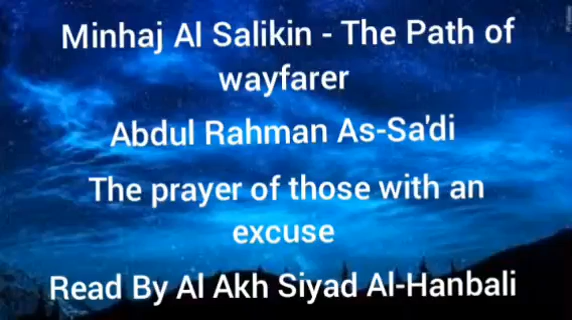 Minhaj Al Salikin - The Path of
wayfarer
Abdul Rahman As-Sa'di
The prayer of those with an
excuse
Read By Al Akh Siyad Al-Hanbali